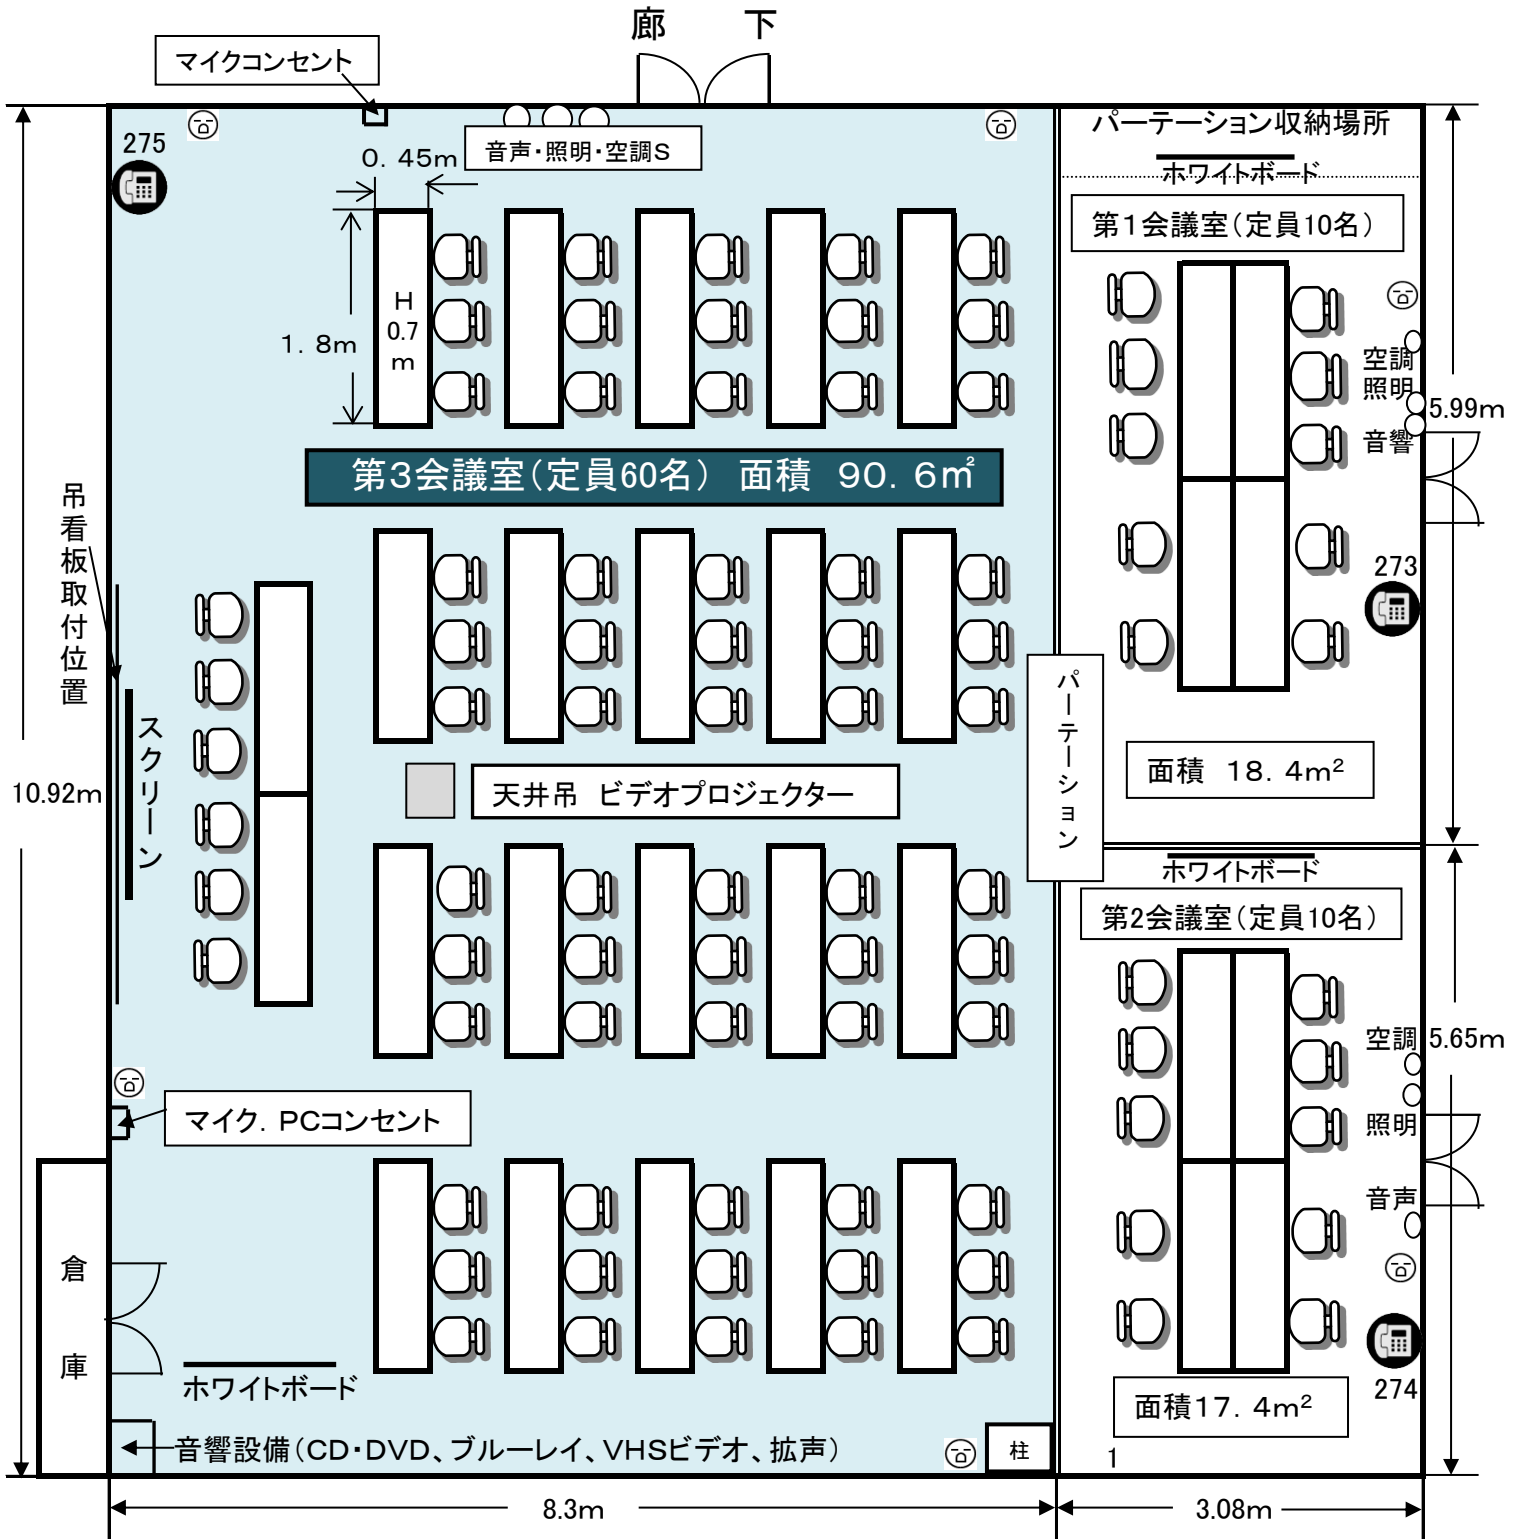 廊　下
マイクコンセント
275
音声・照明・空調S
0．45m
H
0.7
m
1．8m
第3会議室（定員60名）　面積　90．6㎡
吊看板取付位置
スクリーン
10.92m
天井吊　ビデオプロジェクター
パーテーション
マイク．PCコンセント
倉
庫
ホワイトボード
音響設備（CD・DVD、ブルーレイ、VHSビデオ、拡声）
柱
8.3m
パーテーション収納場所
ホワイトボード
第1会議室（定員10名）
空調
照明
音響
5.99m
273
面積　18．4m²
ホワイトボード
第2会議室（定員10名）
空調
5.65m
照明
音声
274
面積17．4m²
1
3.08m